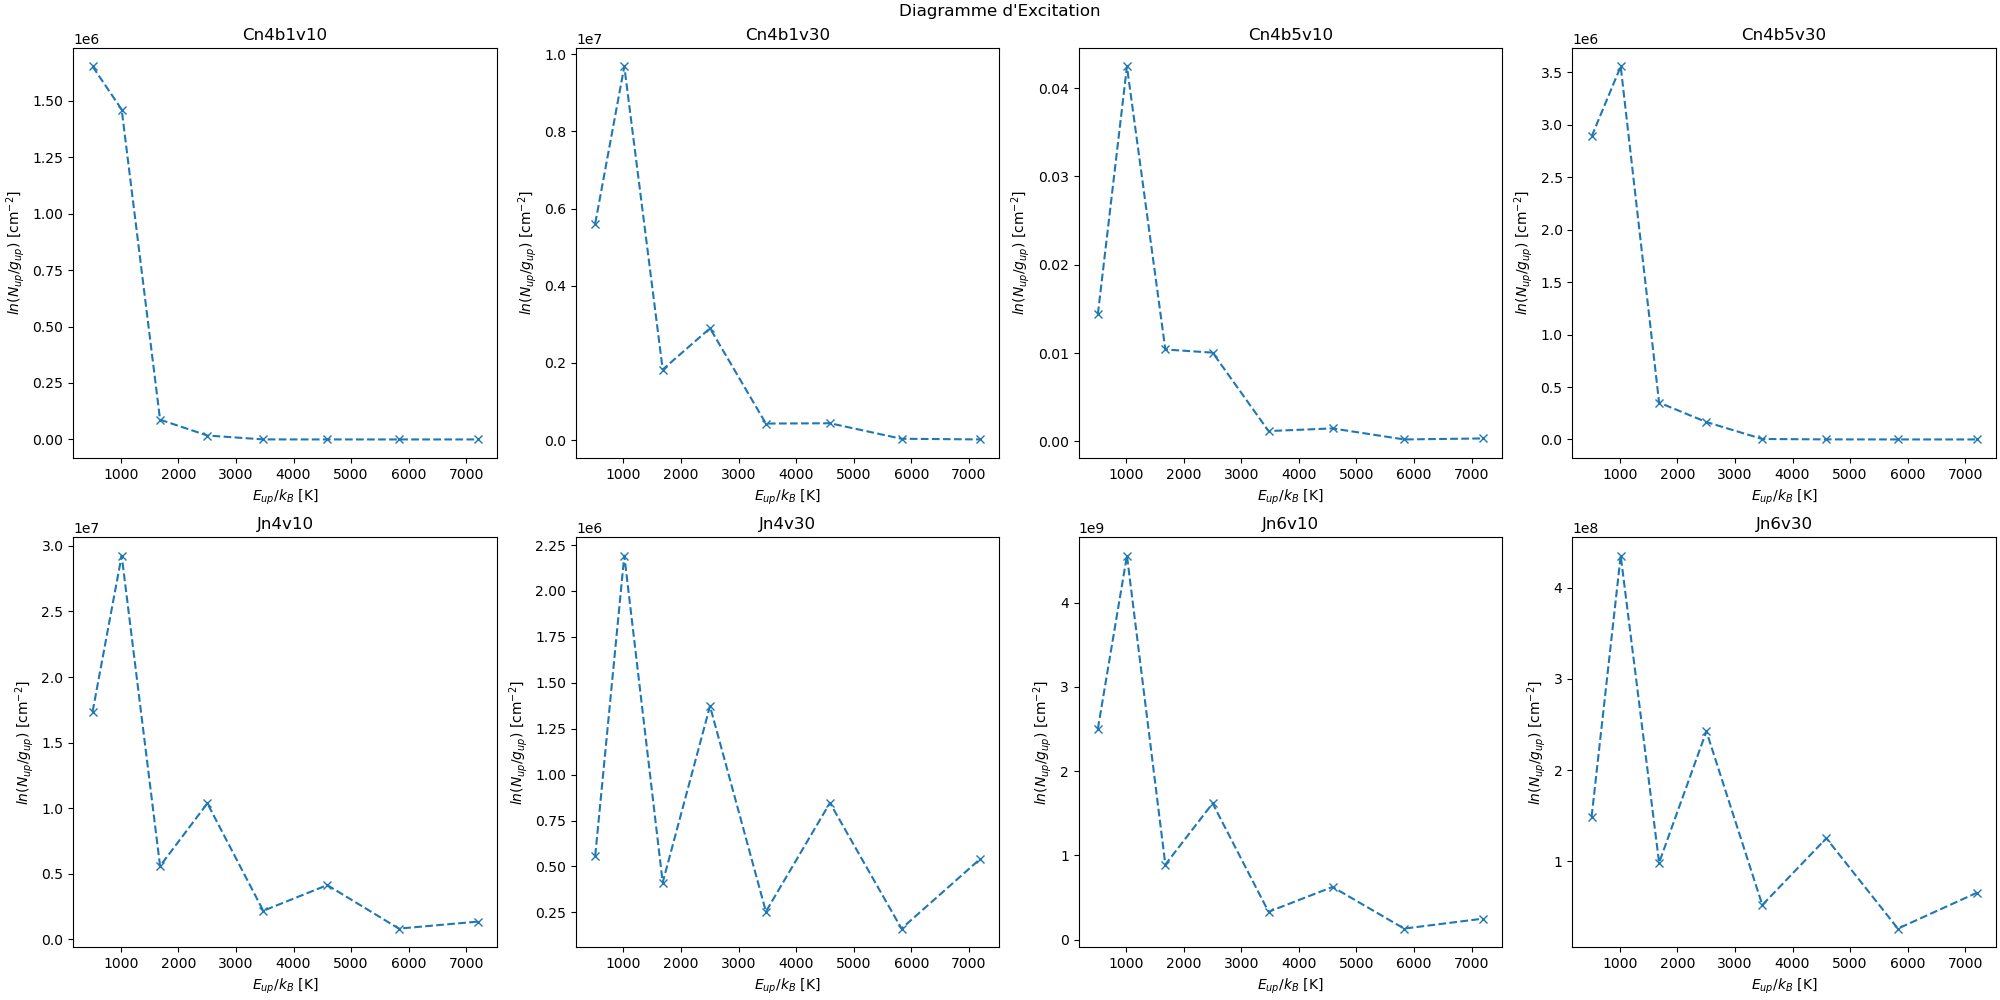 Diagramme d'Excitation
Cn4b1v10
1e6
1.50
1.25
1.00
0.75
0.50
0.25
0.00
ln(N_up/g_up) [cm⁻²]
1000 2000 3000 4000 5000 6000 7000
E_up/k_B [K]
Cn4b1v30
1e7
1.0
0.8
0.6
0.4
0.2
0.0
ln(N_up/g_up) [cm⁻²]
1000 2000 3000 4000 5000 6000 7000
E_up/k_B [K]
Cn4b5v10
0.04
0.03
0.02
0.01
0.00
ln(N_up/g_up) [cm⁻²]
1000 2000 3000 4000 5000 6000 7000
E_up/k_B [K]
Cn4b5v30
1e6
3.5
3.0
2.5
2.0
1.5
1.0
0.5
0.0
ln(N_up/g_up) [cm⁻²]
1000 2000 3000 4000 5000 6000 7000
E_up/k_B [K]
Jn4v10
1e7
3.0
2.5
2.0
1.5
1.0
0.5
0.0
ln(N_up/g_up) [cm⁻²]
1000 2000 3000 4000 5000 6000 7000
E_up/k_B [K]
Jn4v30
1e6
2.25
2.00
1.75
1.50
1.25
1.00
0.75
0.50
0.25
ln(N_up/g_up) [cm⁻²]
1000 2000 3000 4000 5000 6000 7000
E_up/k_B [K]
Jn6v10
1e9
4
3
2
1
0
ln(N_up/g_up) [cm⁻²]
1000 2000 3000 4000 5000 6000 7000
E_up/k_B [K]
Jn6v30
1e8
4
3
2
1
ln(N_up/g_up) [cm⁻²]
1000 2000 3000 4000 5000 6000 7000
E_up/k_B [K]